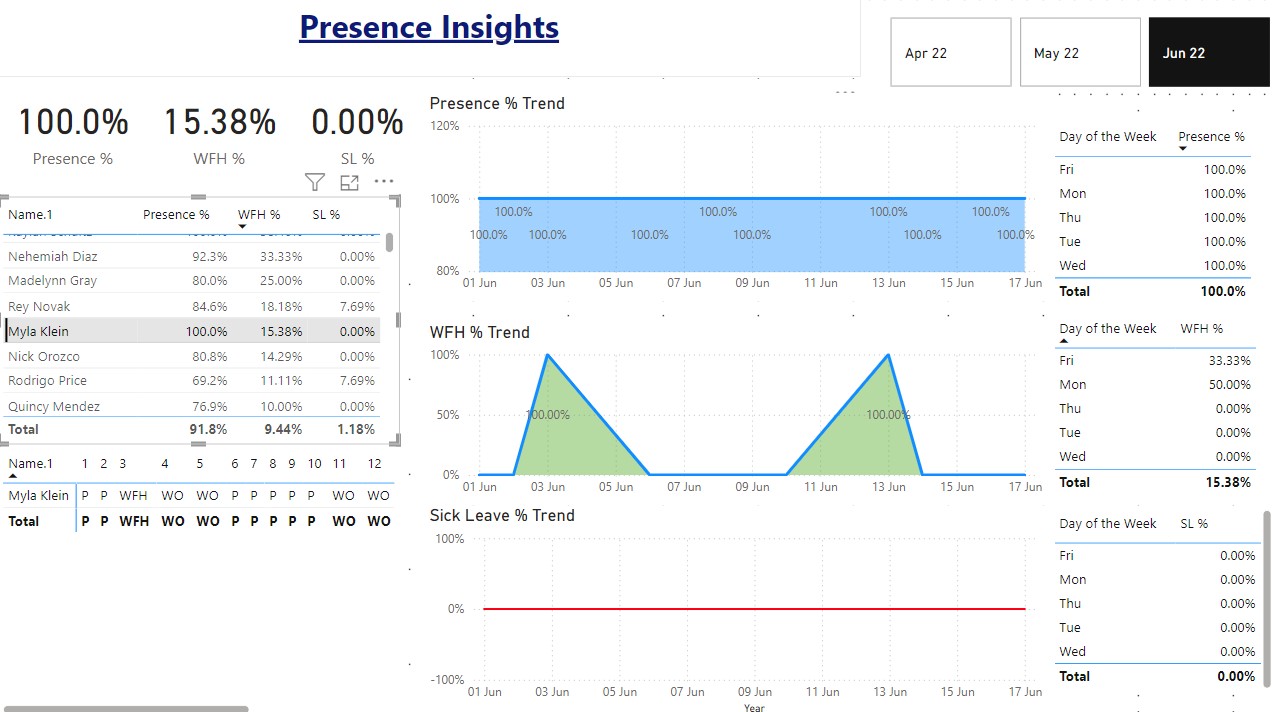 Presence Insights
Apr 22
May 22
Jun 22
100.0%
Presence %
15.38%
WFH %
0.00%
SL %
Name.1 Presence % WFH % SL %
Nehemiah Diaz 92.3% 33.33% 0.00%
Madelynn Gray 80.0% 25.00% 0.00%
Rey Novak 84.6% 18.18% 7.69%
Myla Klein 100.0% 15.38% 0.00%
Nick Orozco 80.8% 14.29% 0.00%
Rodrigo Price 69.2% 11.11% 7.69%
Quincy Mendez 76.9% 10.00% 0.00%
Total 91.8% 9.44% 1.18%
Name.1 1 2 3 4 5 6 7 8 9 10 11 12
Myla Klein P P WFH WO WO P P P P P WO WO
Total P P WFH WO WO P P P P P WO WO
Presence % Trend
120%
100%
80%
100.0% 100.0% 100.0% 100.0%
100.0% 100.0% 100.0% 100.0% 100.0% 100.0%
01 Jun 03 Jun 05 Jun 07 Jun 09 Jun 11 Jun 13 Jun 15 Jun 17 Jun
WFH % Trend
100%
50%
0%
100.00% 100.00%
01 Jun 03 Jun 05 Jun 07 Jun 09 Jun 11 Jun 13 Jun 15 Jun 17 Jun
Sick Leave % Trend
100%
0%
-100%
01 Jun 03 Jun 05 Jun 07 Jun 09 Jun 11 Jun 13 Jun 15 Jun 17 Jun
Year
Day of the Week Presence %
Fri 100.0%
Mon 100.0%
Thu 100.0%
Tue 100.0%
Wed 100.0%
Total 100.0%
Day of the Week WFH %
Fri 33.33%
Mon 50.00%
Thu 0.00%
Tue 0.00%
Wed 0.00%
Total 15.38%
Day of the Week SL %
Fri 0.00%
Mon 0.00%
Thu 0.00%
Tue 0.00%
Wed 0.00%
Total 0.00%